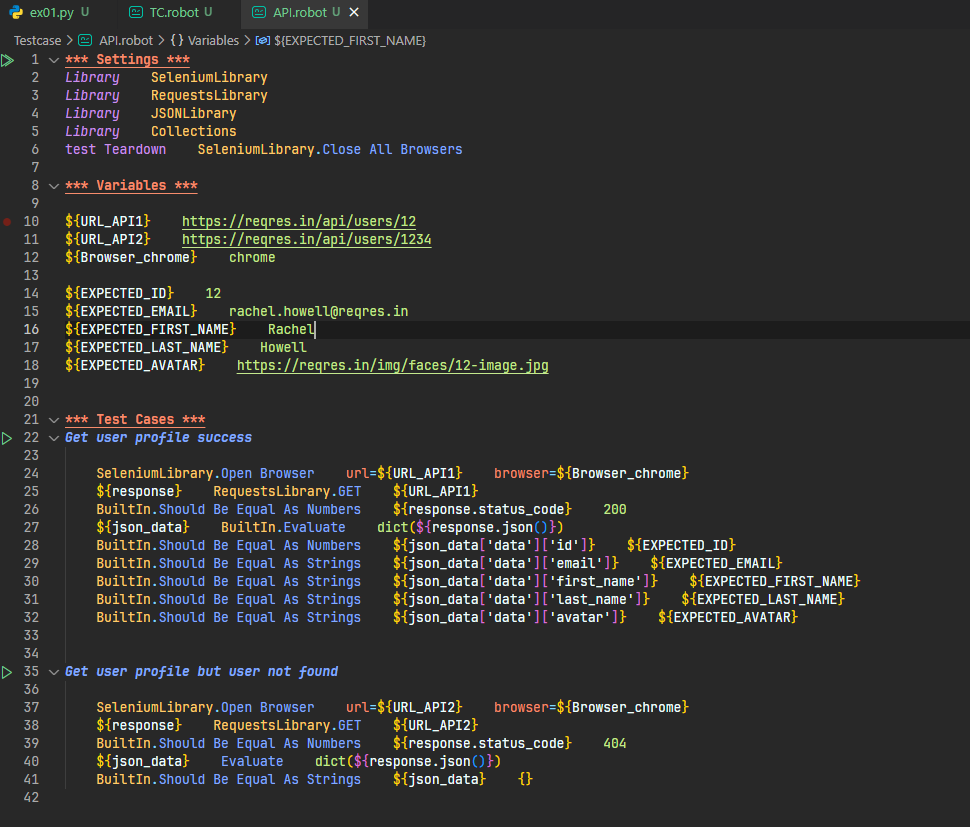 ex01.py U TC.robot U API.robot U
Testcase > API.robot > {} Variables > ${EXPECTED_FIRST_NAME}
1 *** Settings ***
2 Library    SeleniumLibrary
3 Library    RequestsLibrary
4 Library    JSONLibrary
5 Library    Collections
6 test Teardown    SeleniumLibrary.Close All Browsers
7
8 *** Variables ***
9
10 ${URL_API1}    https://reqres.in/api/users/12
11 ${URL_API2}    https://reqres.in/api/users/1234
12 ${Browser_chrome}    chrome
13
14 ${EXPECTED_ID}    12
15 ${EXPECTED_EMAIL}    rachel.howell@reqres.in
16 ${EXPECTED_FIRST_NAME}    Rachel
17 ${EXPECTED_LAST_NAME}    Howell
18 ${EXPECTED_AVATAR}    https://reqres.in/img/faces/12-image.jpg
19
20
21 *** Test Cases ***
22 Get user profile success
23
24     SeleniumLibrary.Open Browser    url=${URL_API1}    browser=${Browser_chrome}
25     ${response}    RequestsLibrary.GET    ${URL_API1}
26     BuiltIn.Should Be Equal As Numbers    ${response.status_code}    200
27     ${json_data}    BuiltIn.Evaluate    dict(${response.json()})
28     BuiltIn.Should Be Equal As Numbers    ${json_data['data']['id']}    ${EXPECTED_ID}
29     BuiltIn.Should Be Equal As Strings    ${json_data['data']['email']}    ${EXPECTED_EMAIL}
30     BuiltIn.Should Be Equal As Strings    ${json_data['data']['first_name']}    ${EXPECTED_FIRST_NAME}
31     BuiltIn.Should Be Equal As Strings    ${json_data['data']['last_name']}    ${EXPECTED_LAST_NAME}
32     BuiltIn.Should Be Equal As Strings    ${json_data['data']['avatar']}    ${EXPECTED_AVATAR}
33
34
35 Get user profile but user not found
36
37     SeleniumLibrary.Open Browser    url=${URL_API2}    browser=${Browser_chrome}
38     ${response}    RequestsLibrary.GET    ${URL_API2}
39     BuiltIn.Should Be Equal As Numbers    ${response.status_code}    404
40     ${json_data}    Evaluate    dict(${response.json()})
41     BuiltIn.Should Be Equal As Strings    ${json_data}    {}
42